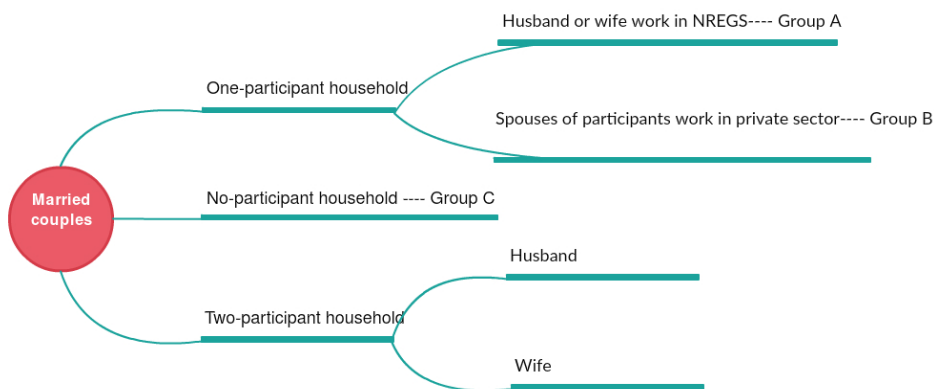 Husband or wife work in NREGS---- Group A
One-participant household
Spouses of participants work in private sector---- Group B
Married
couples
No-participant household ---- Group C
Husband
Two-participant household
Wife